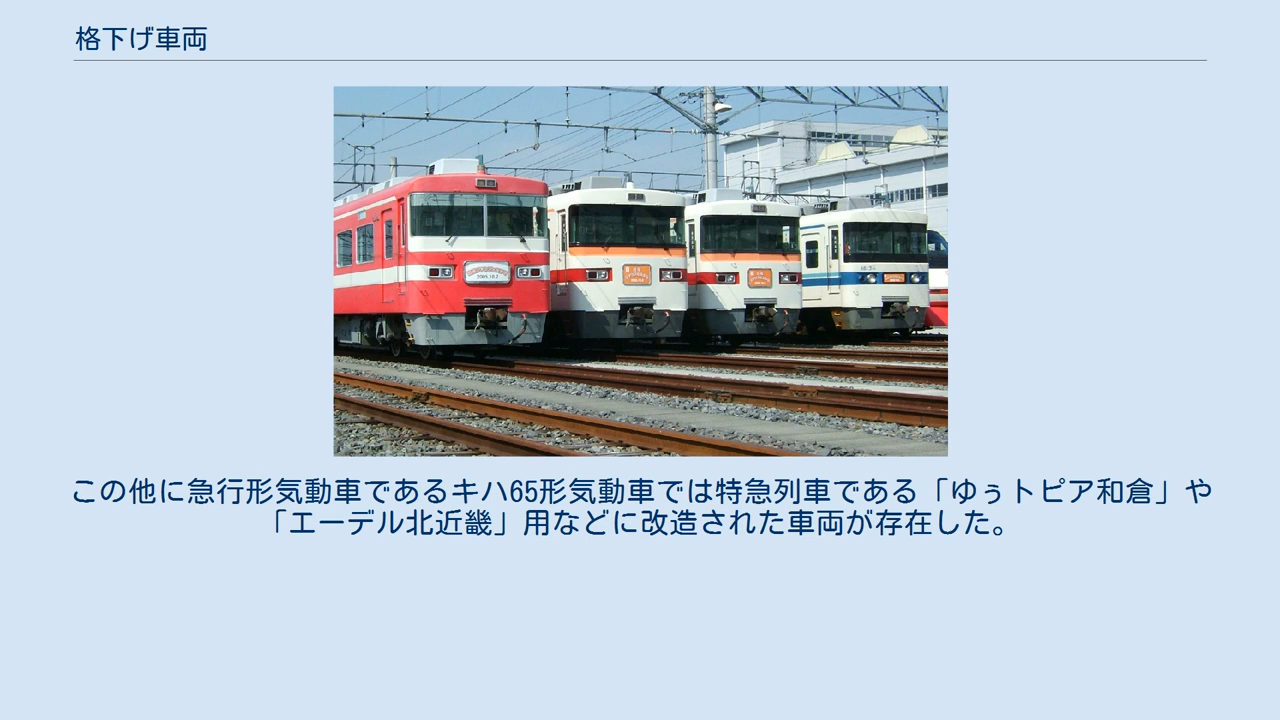 格下げ車両
この他に急行形気動車であるキハ65形気動車では特急列車である「ゆぅトピア和倉」や
「エーデル北近畿」用などに改造された車両が存在した。